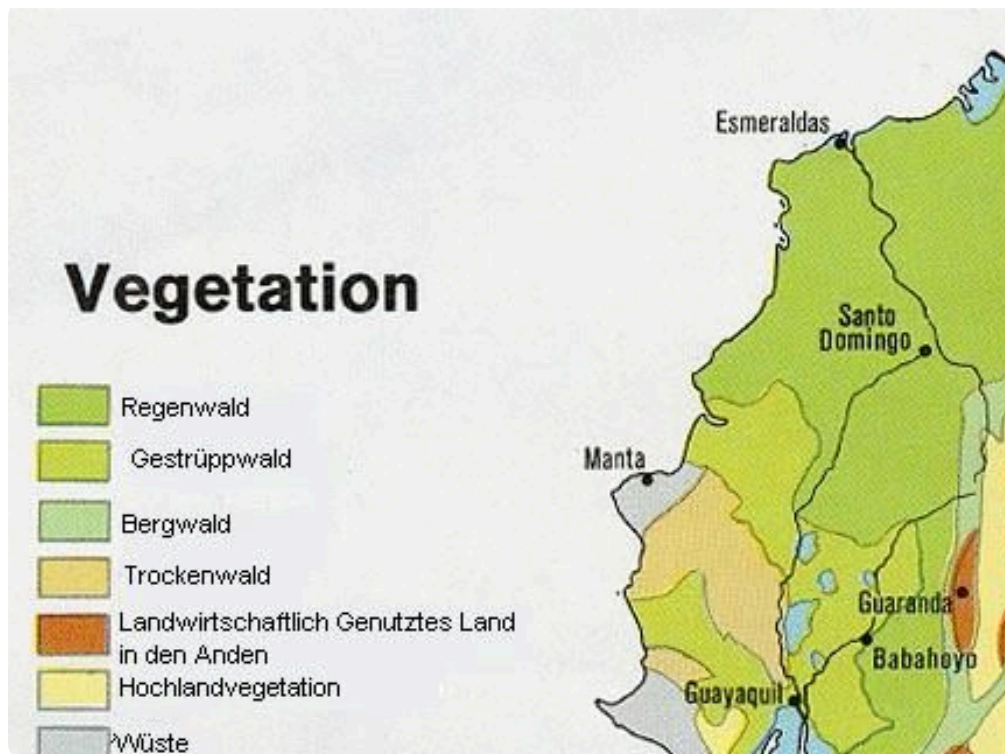 Esmeraldas
Vegetation
Santo
Domingo
Regenwald
Gestrüppwald
Manta
Bergwald
Trockenwald
Landwirtschaftlich Genutztes Land
in den Anden
Guaranda
Babahoyo
Hochlandvegetation
Guayaquil
Wüste